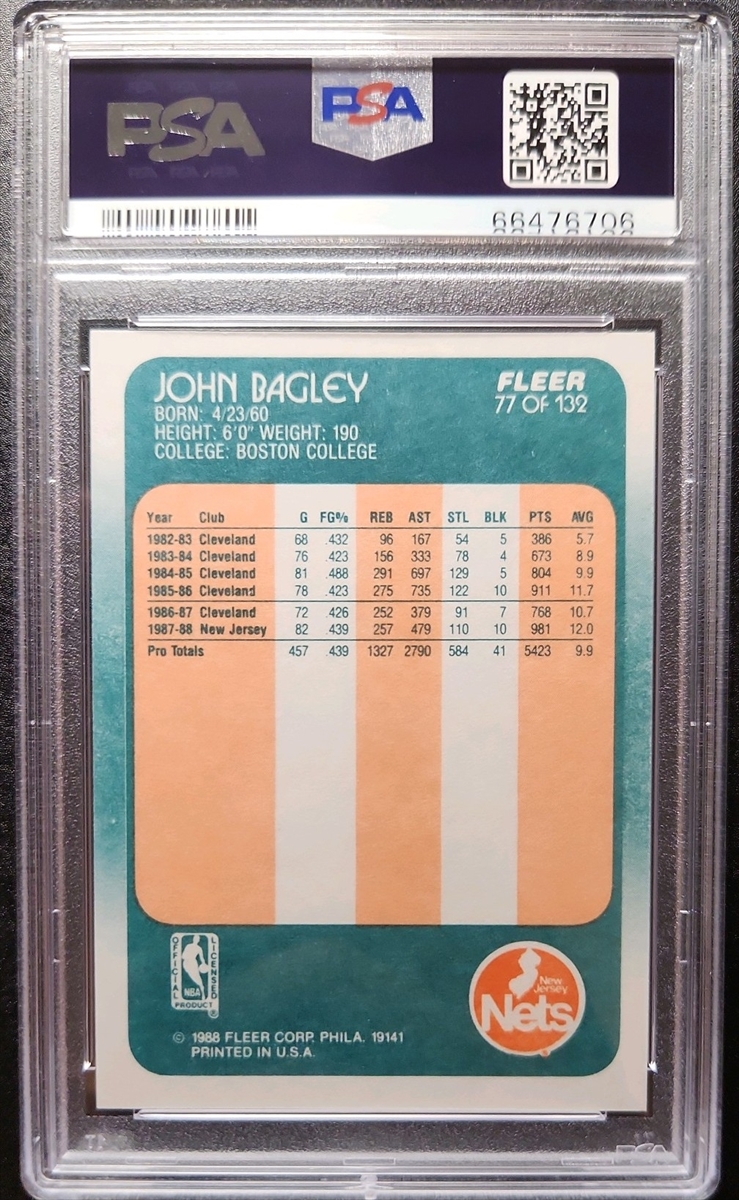 PSA PSA
66476706
JOHN BAGLEY FLEER
BORN: 4/23/60 77 OF 132
HEIGHT: 6'0" WEIGHT: 190
COLLEGE: BOSTON COLLEGE
Year Club G FG% REB AST STL BLK PTS AVG
1982-83 Cleveland 68 .432 96 167 54 5 386 5.7
1983-84 Cleveland 76 .423 156 333 78 4 673 8.9
1984-85 Cleveland 81 .488 291 697 129 5 804 9.9
1985-86 Cleveland 78 .423 275 735 122 10 911 11.7
1986-87 Cleveland 72 .426 252 379 91 7 768 10.7
1987-88 New Jersey 82 .439 257 479 110 10 981 12.0
Pro Totals 457 .439 1327 2790 584 41 5423 9.9
OFFICIAL LICENSED
NBA
PRODUCT ®
New
Jersey
Nets
© 1988 FLEER CORP. PHILA. 19141
PRINTED IN U.S.A.
PSA